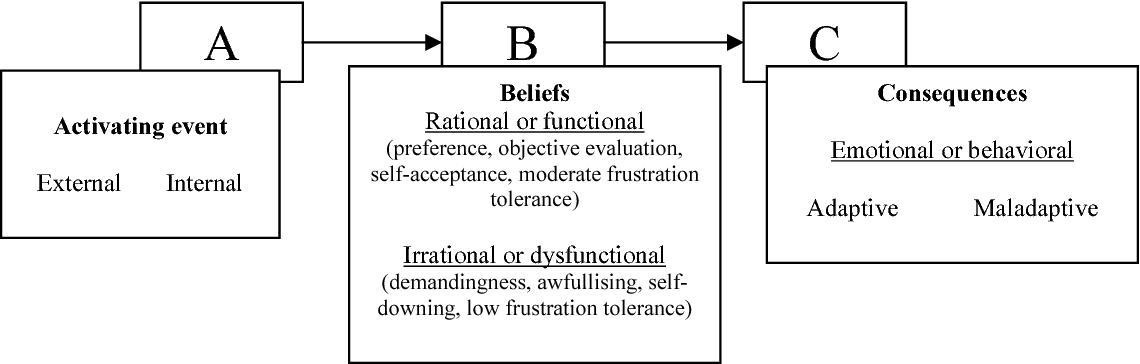 A
B
C
Activating event
External Internal
Beliefs
Rational or functional
(preference, objective evaluation,
self-acceptance, moderate frustration
tolerance)
Irrational or dysfunctional
(demandingness, awfullising, self-
downing, low frustration tolerance)
Consequences
Emotional or behavioral
Adaptive Maladaptive